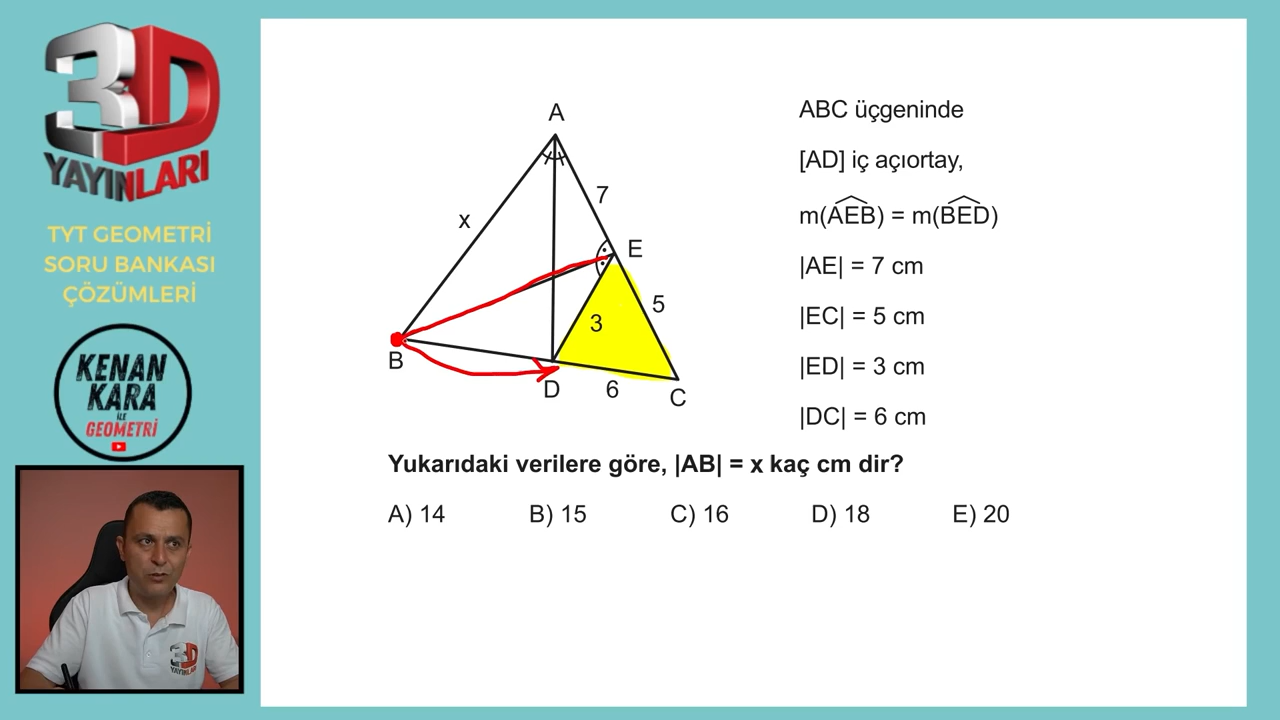 3D
YAYINLARI
TYT GEOMETRİ
SORU BANKASI
ÇÖZÜMLERİ
KENAN
KARA
İLE
GEOMETRİ
3D
YAYINLARI
A
x
7
E
5
3
B
D
6
C
ABC üçgeninde
[AD] iç açıortay,
m(AEB) = m(BED)
|AE| = 7 cm
|EC| = 5 cm
|ED| = 3 cm
|DC| = 6 cm
Yukarıdaki verilere göre, |AB| = x kaç cm dir?
A) 14 B) 15 C) 16 D) 18 E) 20